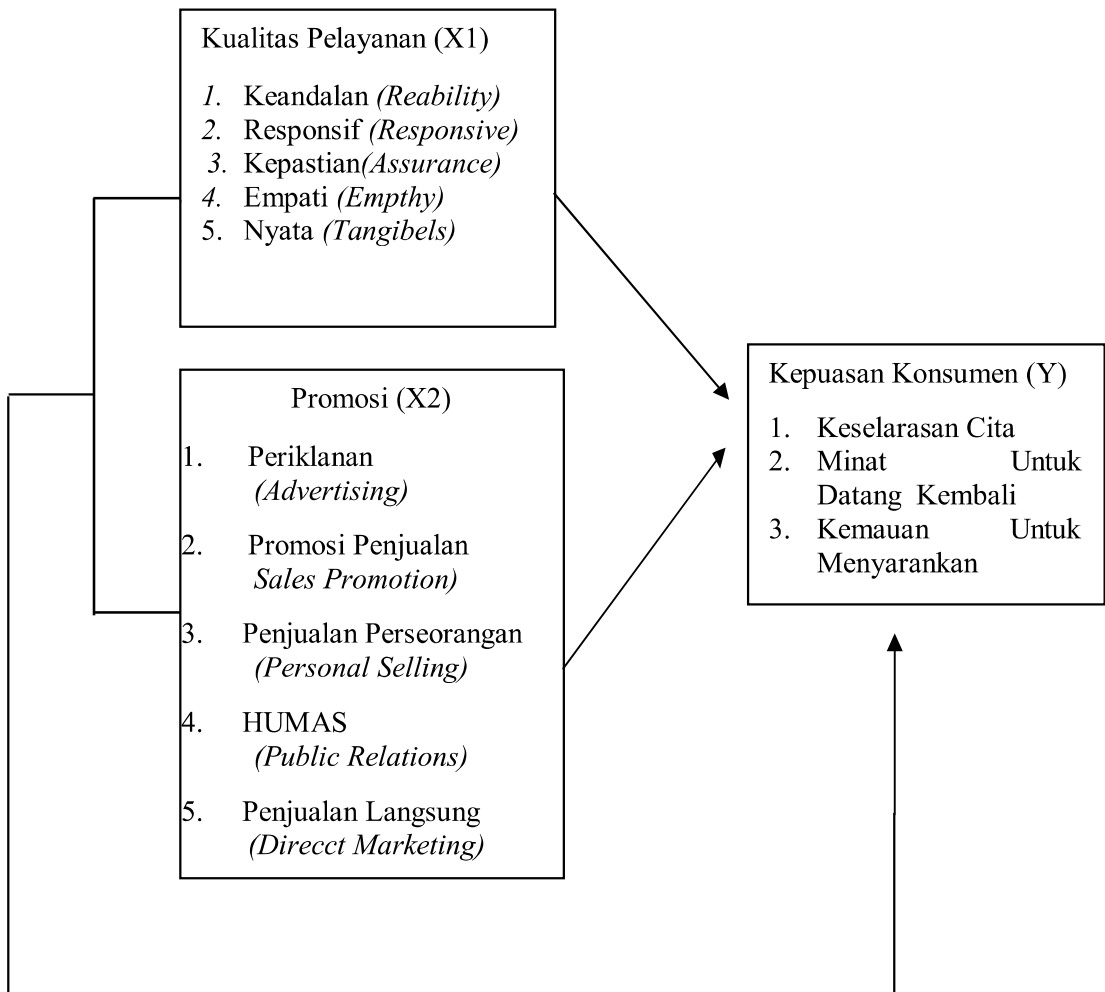 Kualitas Pelayanan (X1)
1. Keandalan (Reability)
2. Responsif (Responsive)
3. Kepastian(Assurance)
4. Empati (Empthy)
5. Nyata (Tangibels)
Promosi (X2)
1. Periklanan
(Advertising)
2. Promosi Penjualan
Sales Promotion)
3. Penjualan Perseorangan
(Personal Selling)
4. HUMAS
(Public Relations)
5. Penjualan Langsung
(Direcct Marketing)
Kepuasan Konsumen (Y)
1. Keselarasan Cita
2. Minat Untuk
Datang Kembali
3. Kemauan Untuk
Menyarankan